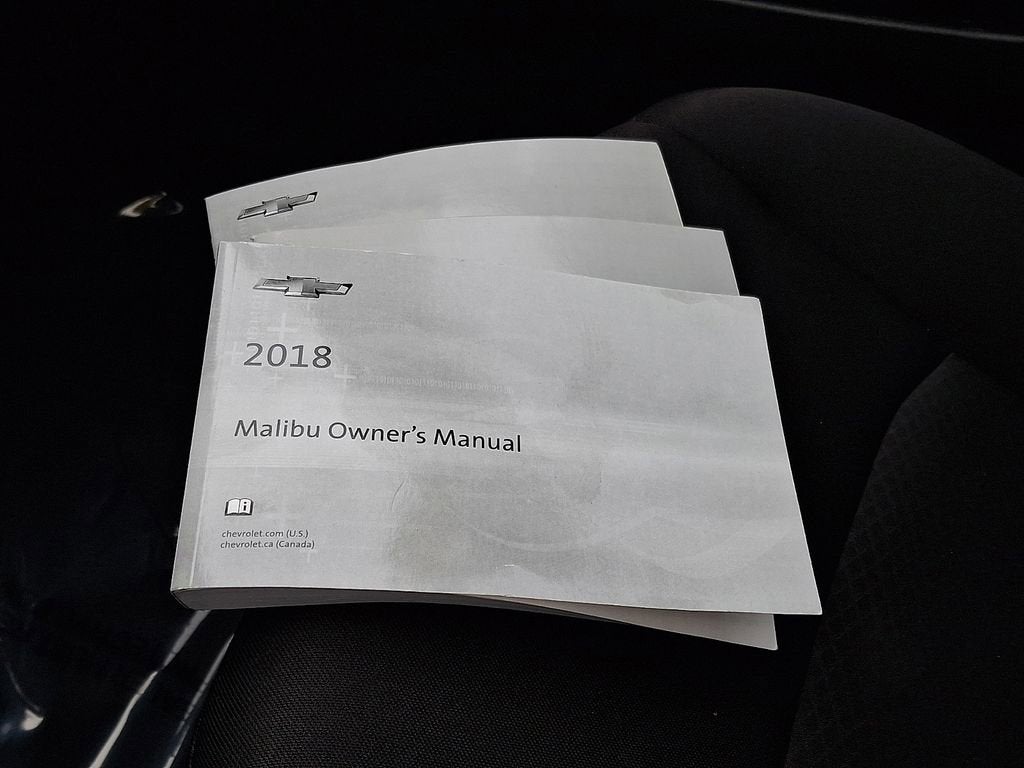 2018
Malibu Owner's Manual
chevrolet.com (U.S.)
chevrolet.ca (Canada)